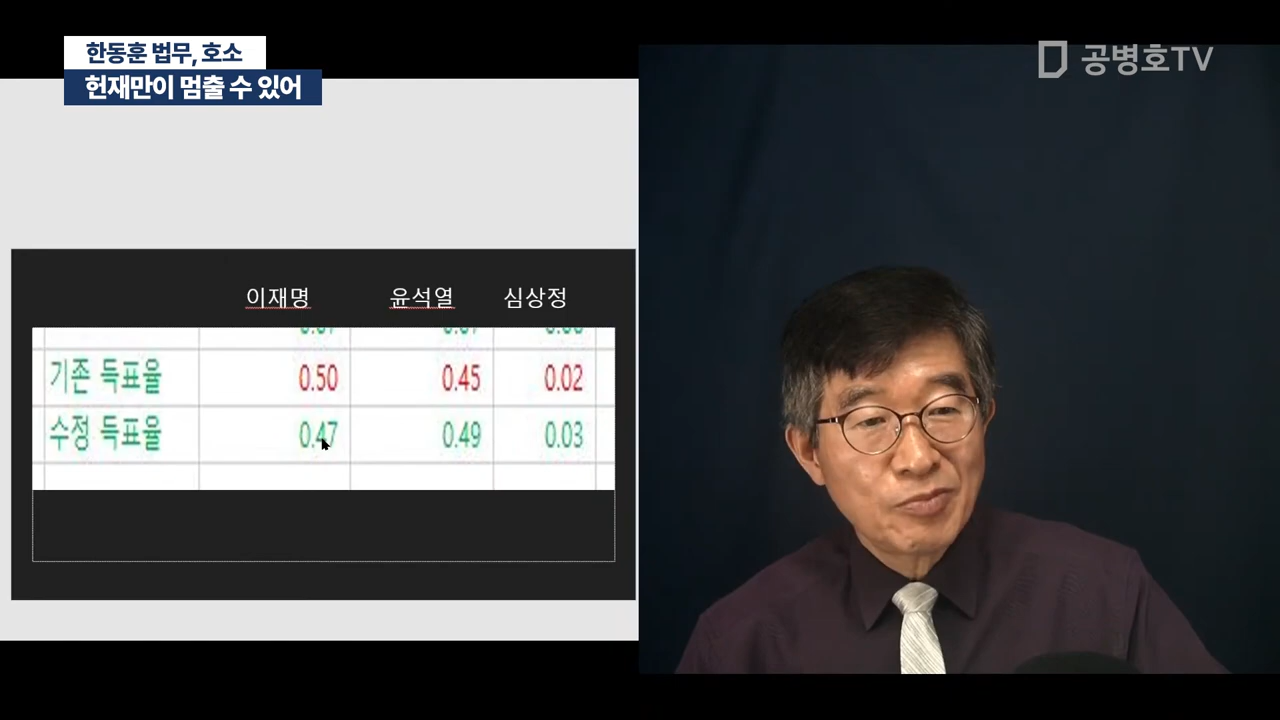 한동훈 법무, 호소
헌재만이 멈출 수 있어
공병호TV
이재명 윤석열 심상정
기존 득표율 0.50 0.45 0.02
수정 득표율 0.47 0.49 0.03